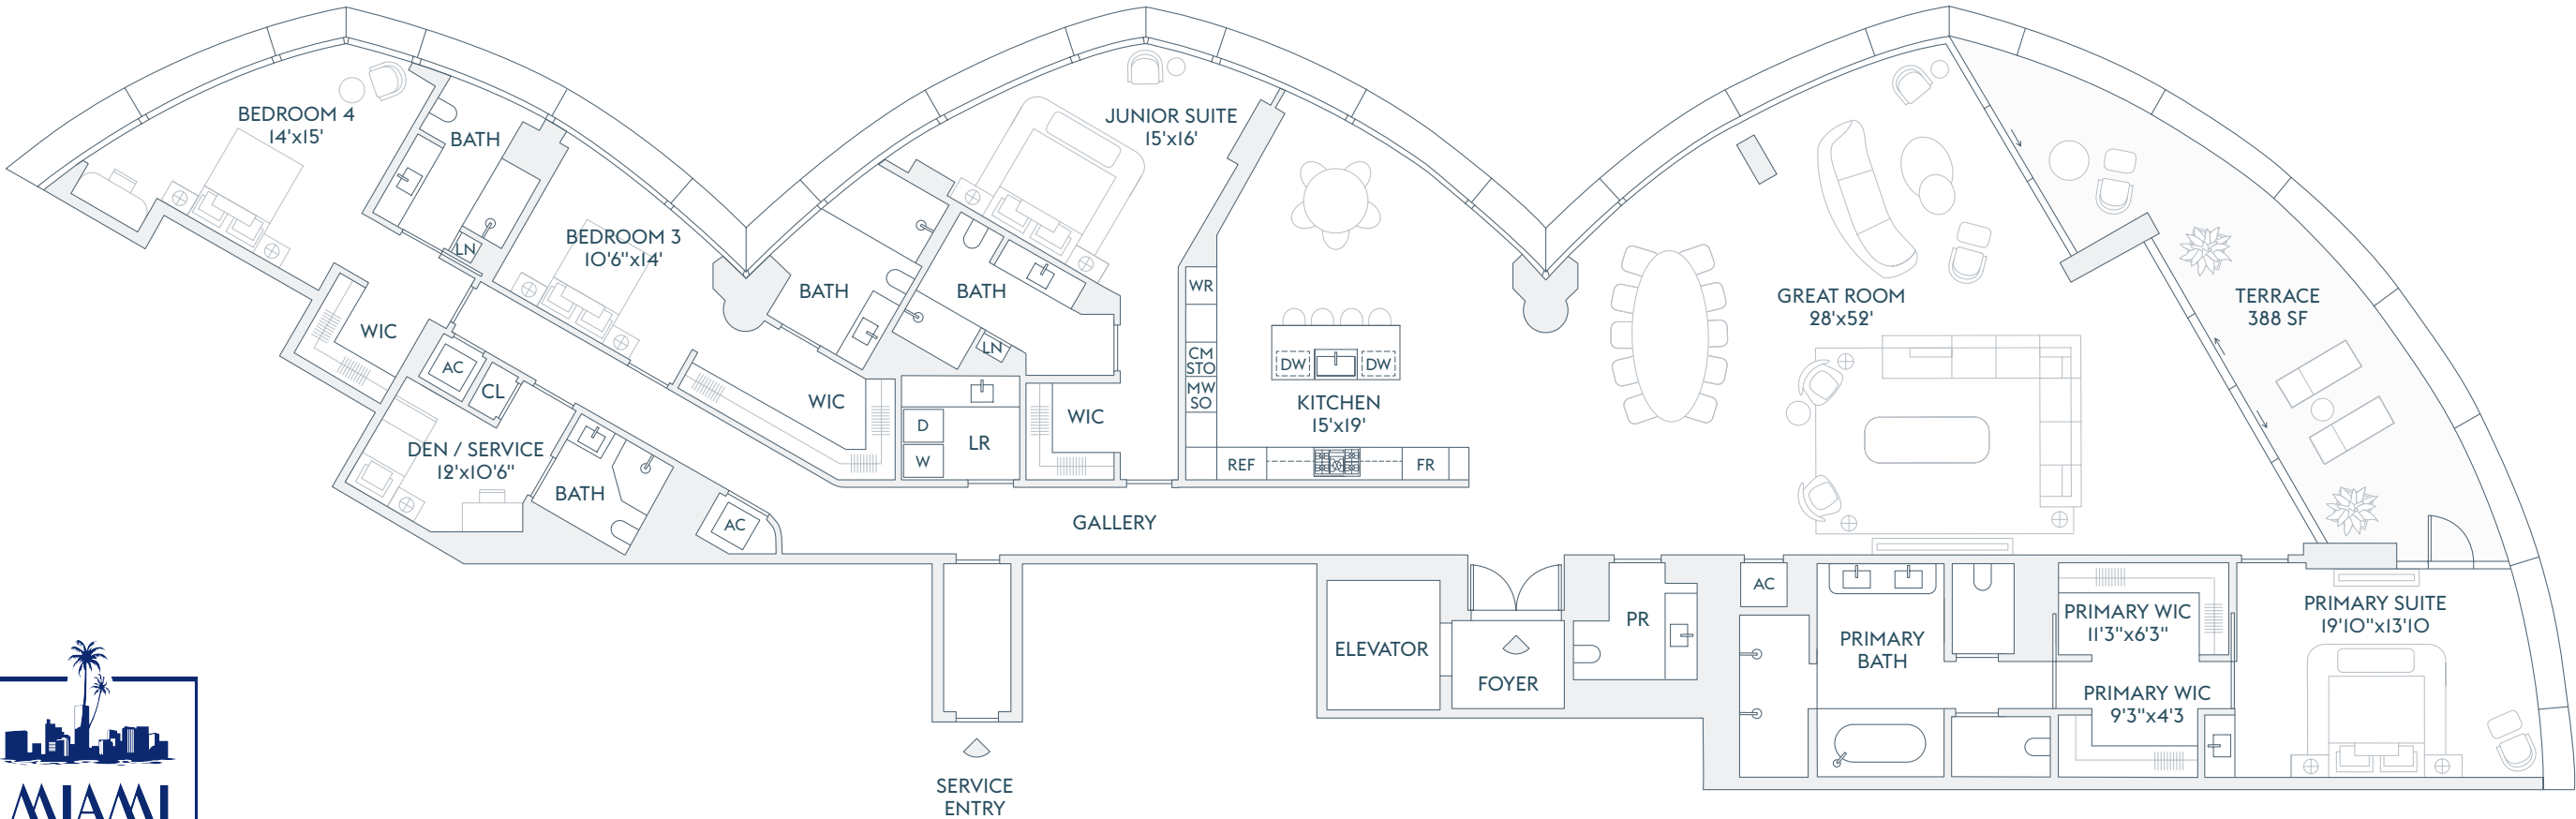 BEDROOM 4
14'x15'
BATH
LN
BEDROOM 3
10'6"x14'
WIC
AC
CL
DEN / SERVICE
12'x10'6"
BATH
AC
BATH
WIC
JUNIOR SUITE
15'x16'
BATH
LN
D
W
LR
WIC
WR
CM
STO
MW
SO
REF
FR
DW
DW
KITCHEN
15'x19'
GALLERY
GREAT ROOM
28'x52'
TERRACE
388 SF
SERVICE
ENTRY
ELEVATOR
FOYER
PR
AC
PRIMARY
BATH
PRIMARY WIC
11'3"x6'3"
PRIMARY WIC
9'3"x4'3
PRIMARY SUITE
19'10"x13'10
MIAMI